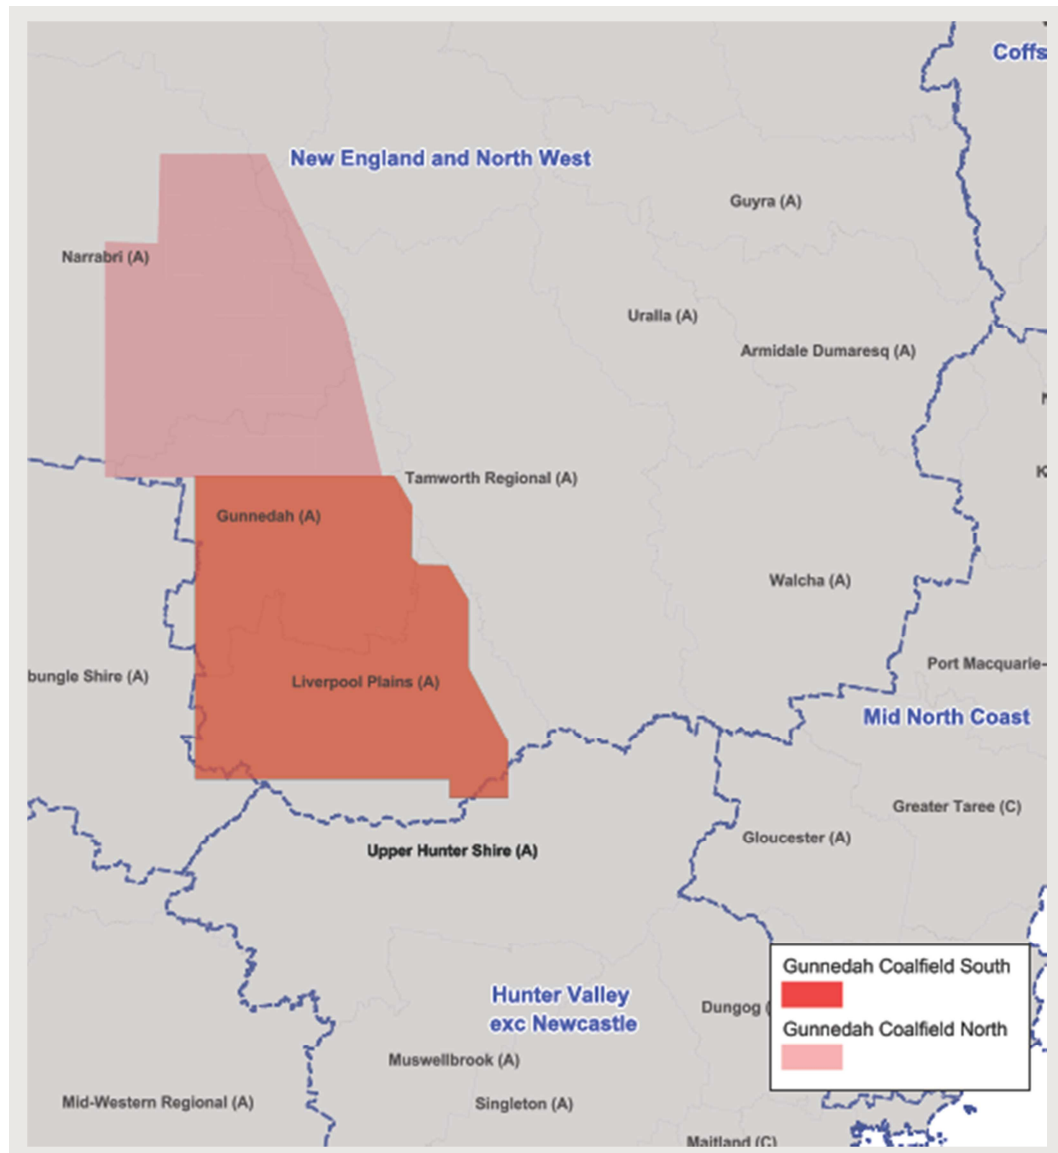 Coffs
New England and North West
Guyra (A)
Narrabri (A)
Uralla (A)
Armidale Dumaresq (A)
N
K
Tamworth Regional (A)
Gunnedah (A)
Walcha (A)
Port Macquarie-
bungle Shire (A)
Liverpool Plains (A)
Mid North Coast
Greater Taree (C)
Gloucester (A)
Upper Hunter Shire (A)
Gunnedah Coalfield South
Gunnedah Coalfield North
Hunter Valley
exc Newcastle
Dungog (
Muswellbrook (A)
Mid-Western Regional (A)
Singleton (A)
Maitland (C)